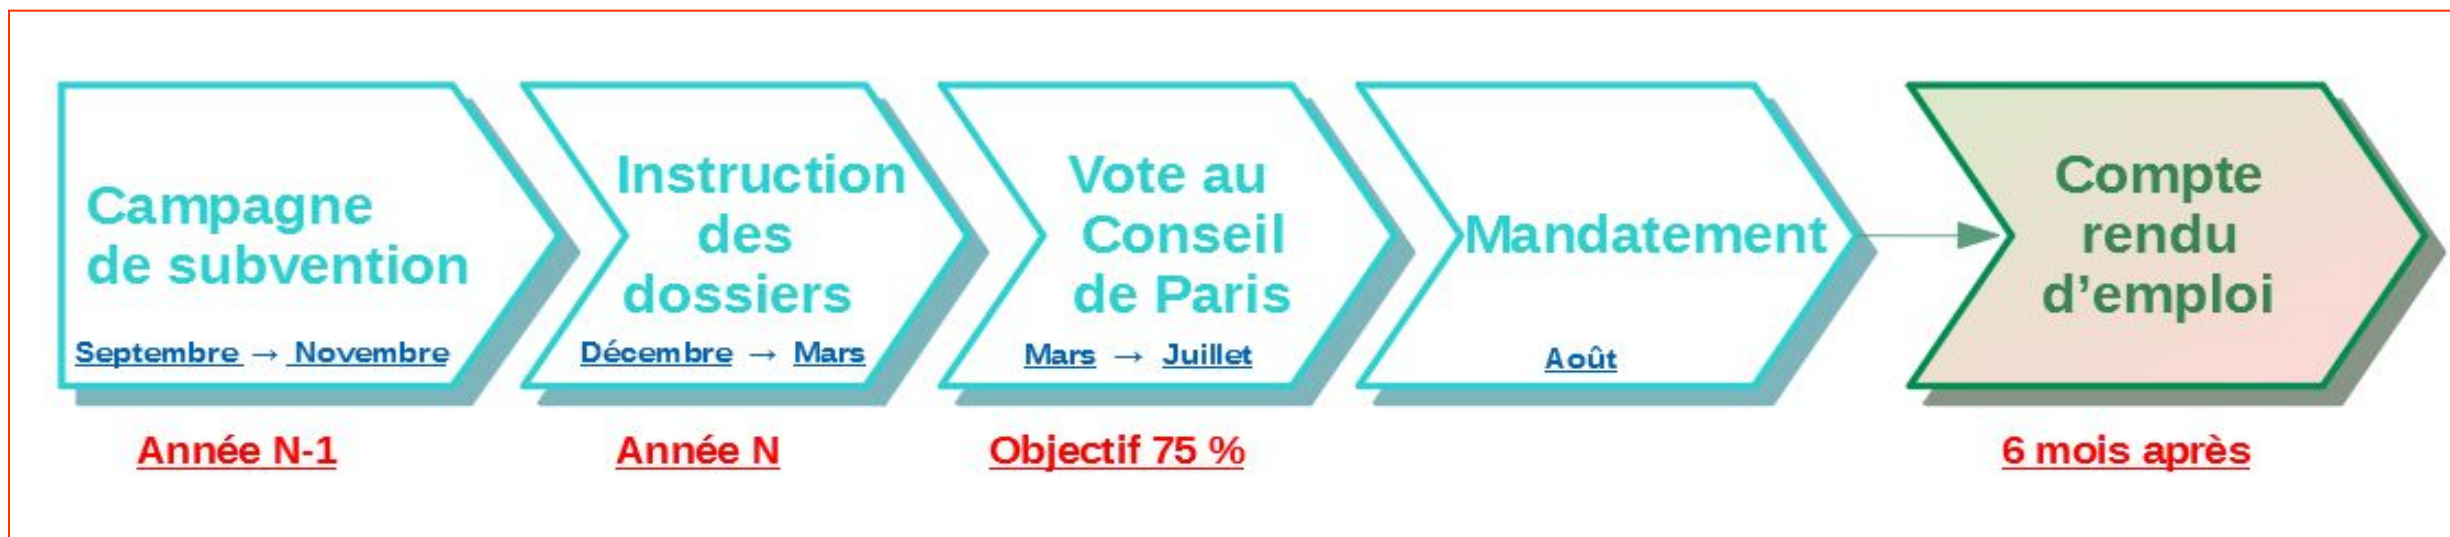 Campagne
de subvention
Septembre → Novembre
Année N-1
Instruction
des
dossiers
Décembre → Mars
Année N
Vote au
Conseil
de Paris
Mars → Juillet
Objectif 75 %
Mandatement
Août
Compte
rendu
d’emploi
6 mois après